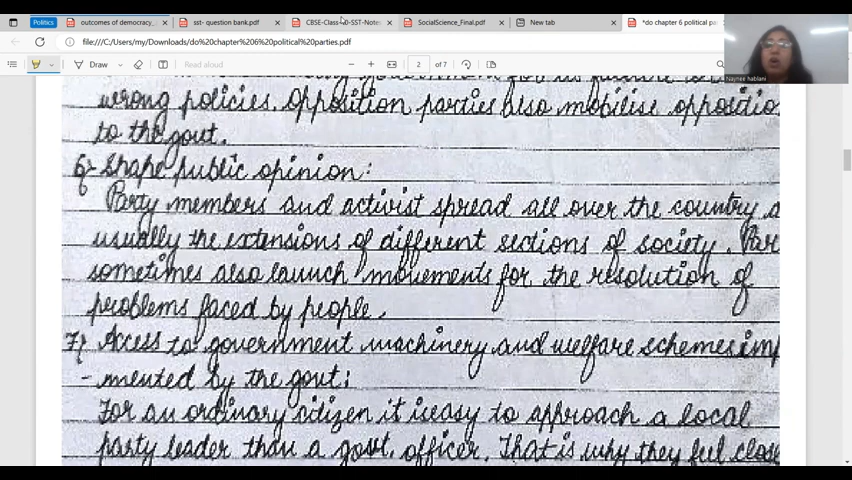 Politics
outcomes of democracy_
sst- question bank.pdf
CBSE-Class-10-SST-Notes
SocialScience_Final.pdf
New tab
*do chapter 6 political pa
file:///C:/Users/my/Downloads/do%20chapter%206%20political%20parties.pdf
Draw
Read aloud
2 of 7
Naynee hablani
wrong policies. Opposition parties also mobilise oppositio
to the govt.
6) Shape public opinion:
Party members and activist spread all over the country a
usually the extensions of different sections of society. Par
sometimes also launch movements for the resolution of
problems faced by people.
7) Access to government machinery and welfare schemes imp
- mented by the govt:
For an ordinary citizen it is easy to approach a local
party leader than a govt. officer. That is why they feel close